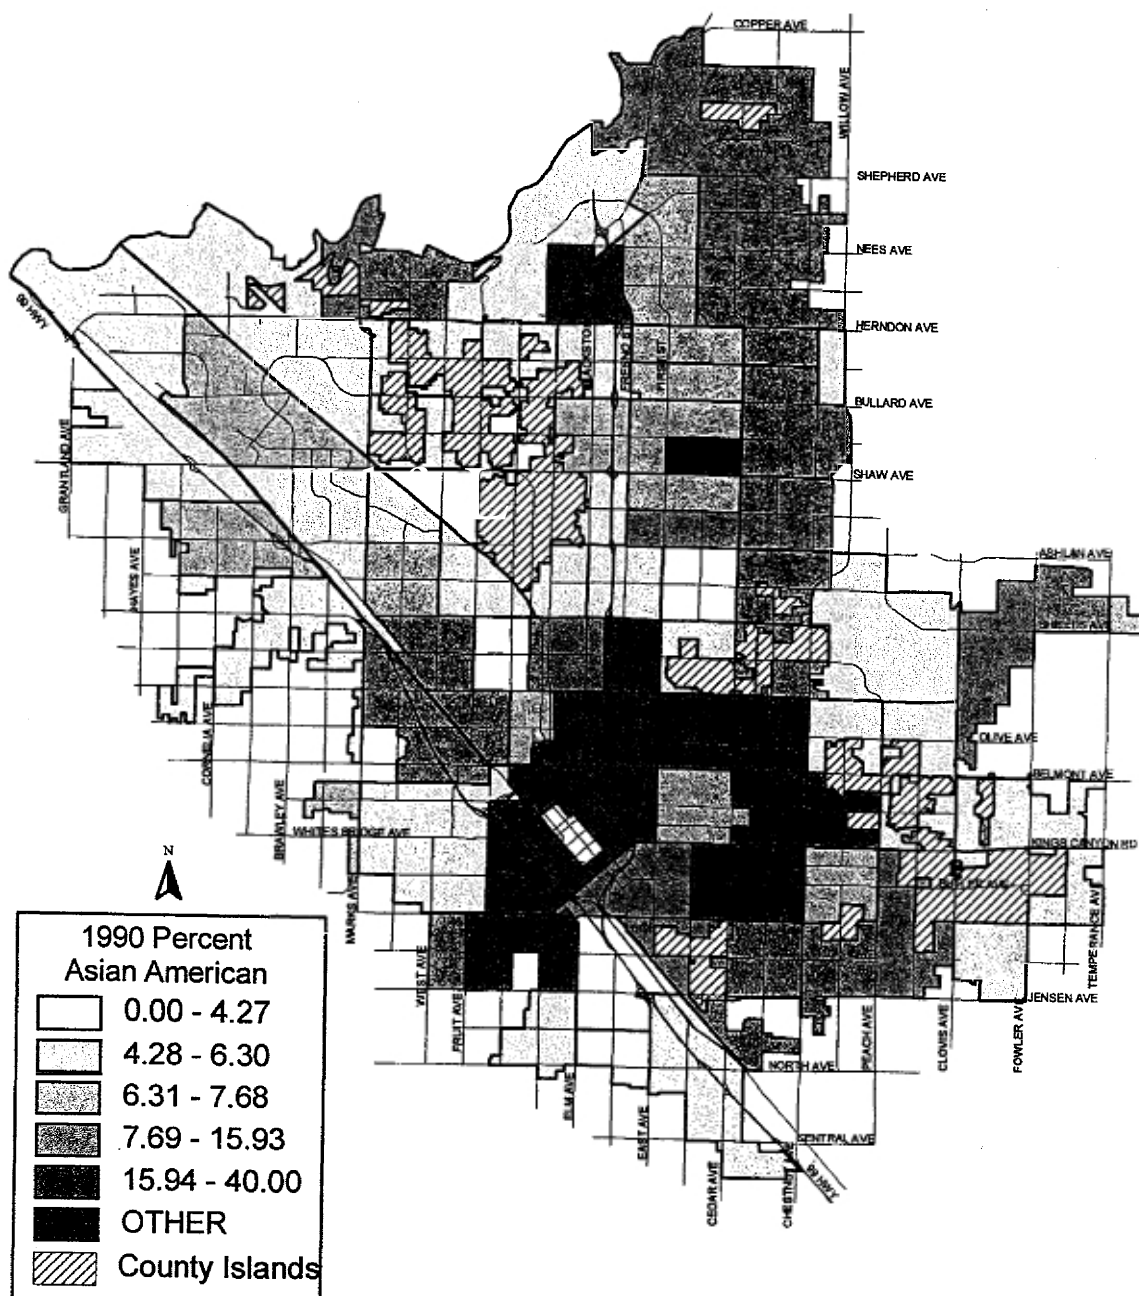 COPPER AVE
WILLOW AVE
SHEPHERD AVE
NEES AVE
99 HWY
HERNDON AVE
FIRST ST
BULLARD AVE
GRANTLAND AVE
SHAW AVE
HAYES AVE
ASHLAN AVE
CORNELIA AVE
OLIVE AVE
BELMONT AVE
BRAWLEY AVE
WHITES BRIDGE AVE
KINGS CANYON RD
N
MARKS AVE
WEST AVE
FRUIT AVE
TEMPERANCE AVE
JENSEN AVE
PEACH AVE
CLOVIS AVE
FOWLER AVE
NORTH AVE
ELM AVE
EAST AVE
CENTRAL AVE
CEDAR AVE
CHESTNUT
99 HWY
1990 Percent
Asian American
0.00 - 4.27
4.28 - 6.30
6.31 - 7.68
7.69 - 15.93
15.94 - 40.00
OTHER
County Islands